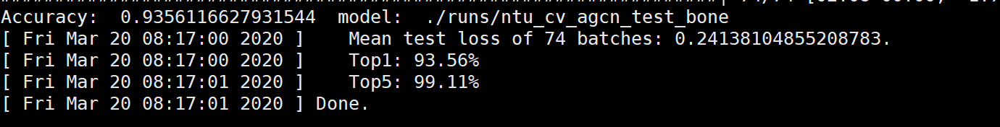 Accuracy:  0.9356116627931544  model:  ./runs/ntu_cv_agcn_test_bone
[ Fri Mar 20 08:17:00 2020 ]    Mean test loss of 74 batches: 0.24138104855208783.
[ Fri Mar 20 08:17:00 2020 ]    Top1: 93.56%
[ Fri Mar 20 08:17:01 2020 ]    Top5: 99.11%
[ Fri Mar 20 08:17:01 2020 ] Done.